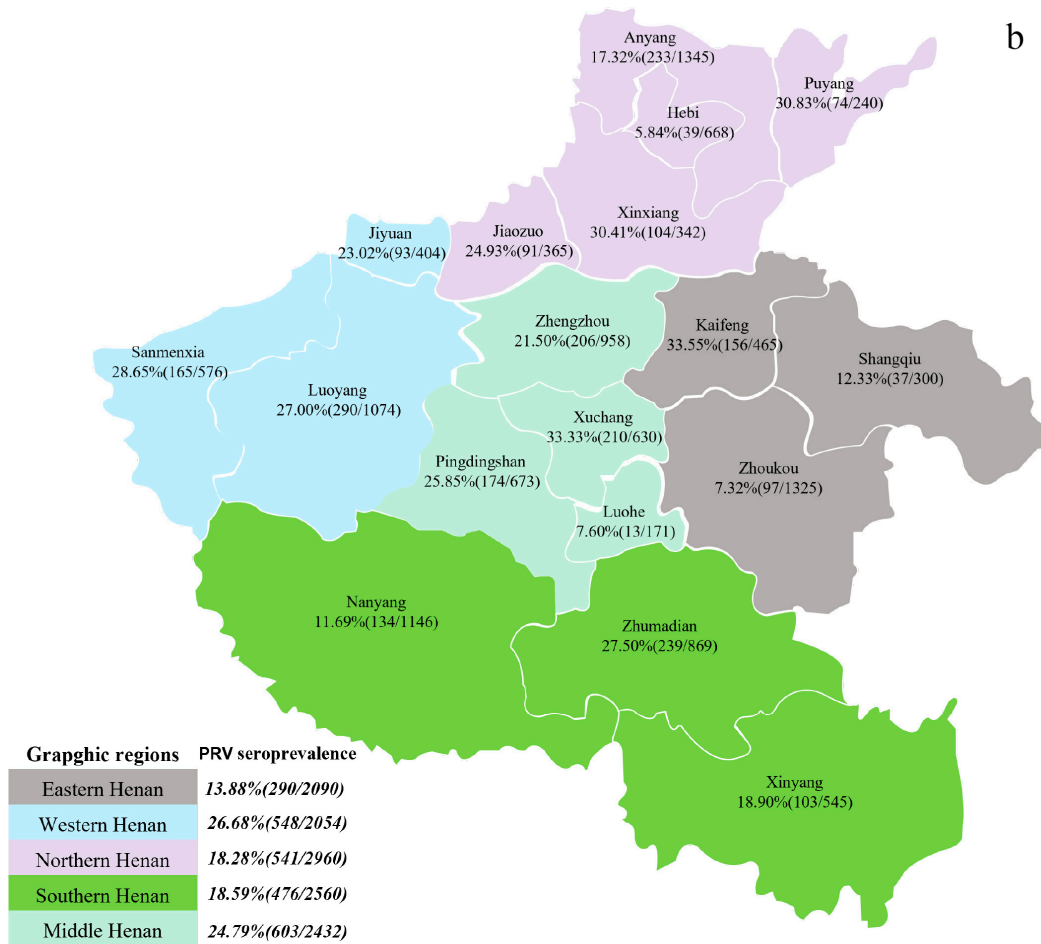 b
Anyang
17.32%(233/1345)
Puyang
30.83%(74/240)
Hebi
5.84%(39/668)
Xinxiang
30.41%(104/342)
Jiaozuo
24.93%(91/365)
Jiyuan
23.02%(93/404)
Zhengzhou
21.50%(206/958)
Kaifeng
33.55%(156/465)
Shangqiu
12.33%(37/300)
Sanmenxia
28.65%(165/576)
Luoyang
27.00%(290/1074)
Xuchang
33.33%(210/630)
Pingdingshan
25.85%(174/673)
Zhoukou
7.32%(97/1325)
Luohe
7.60%(13/171)
Nanyang
11.69%(134/1146)
Zhumadian
27.50%(239/869)
Xinyang
18.90%(103/545)
Grapghic regions PRV seroprevalence
Eastern Henan 13.88%(290/2090)
Western Henan 26.68%(548/2054)
Northern Henan 18.28%(541/2960)
Southern Henan 18.59%(476/2560)
Middle Henan 24.79%(603/2432)